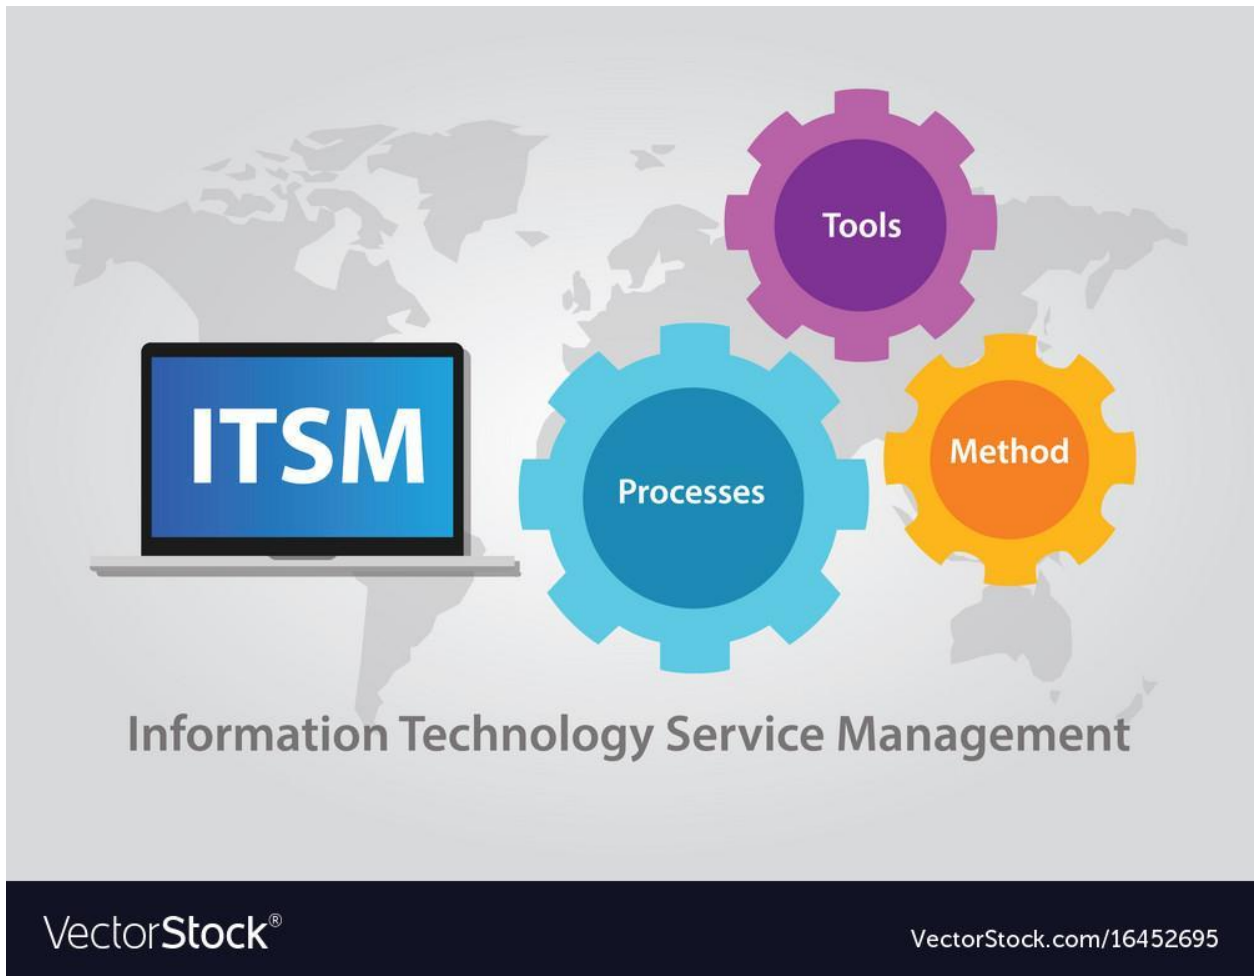 Tools
ITSM
Method
Processes
Information Technology Service Management
VectorStock®
VectorStock.com/16452695